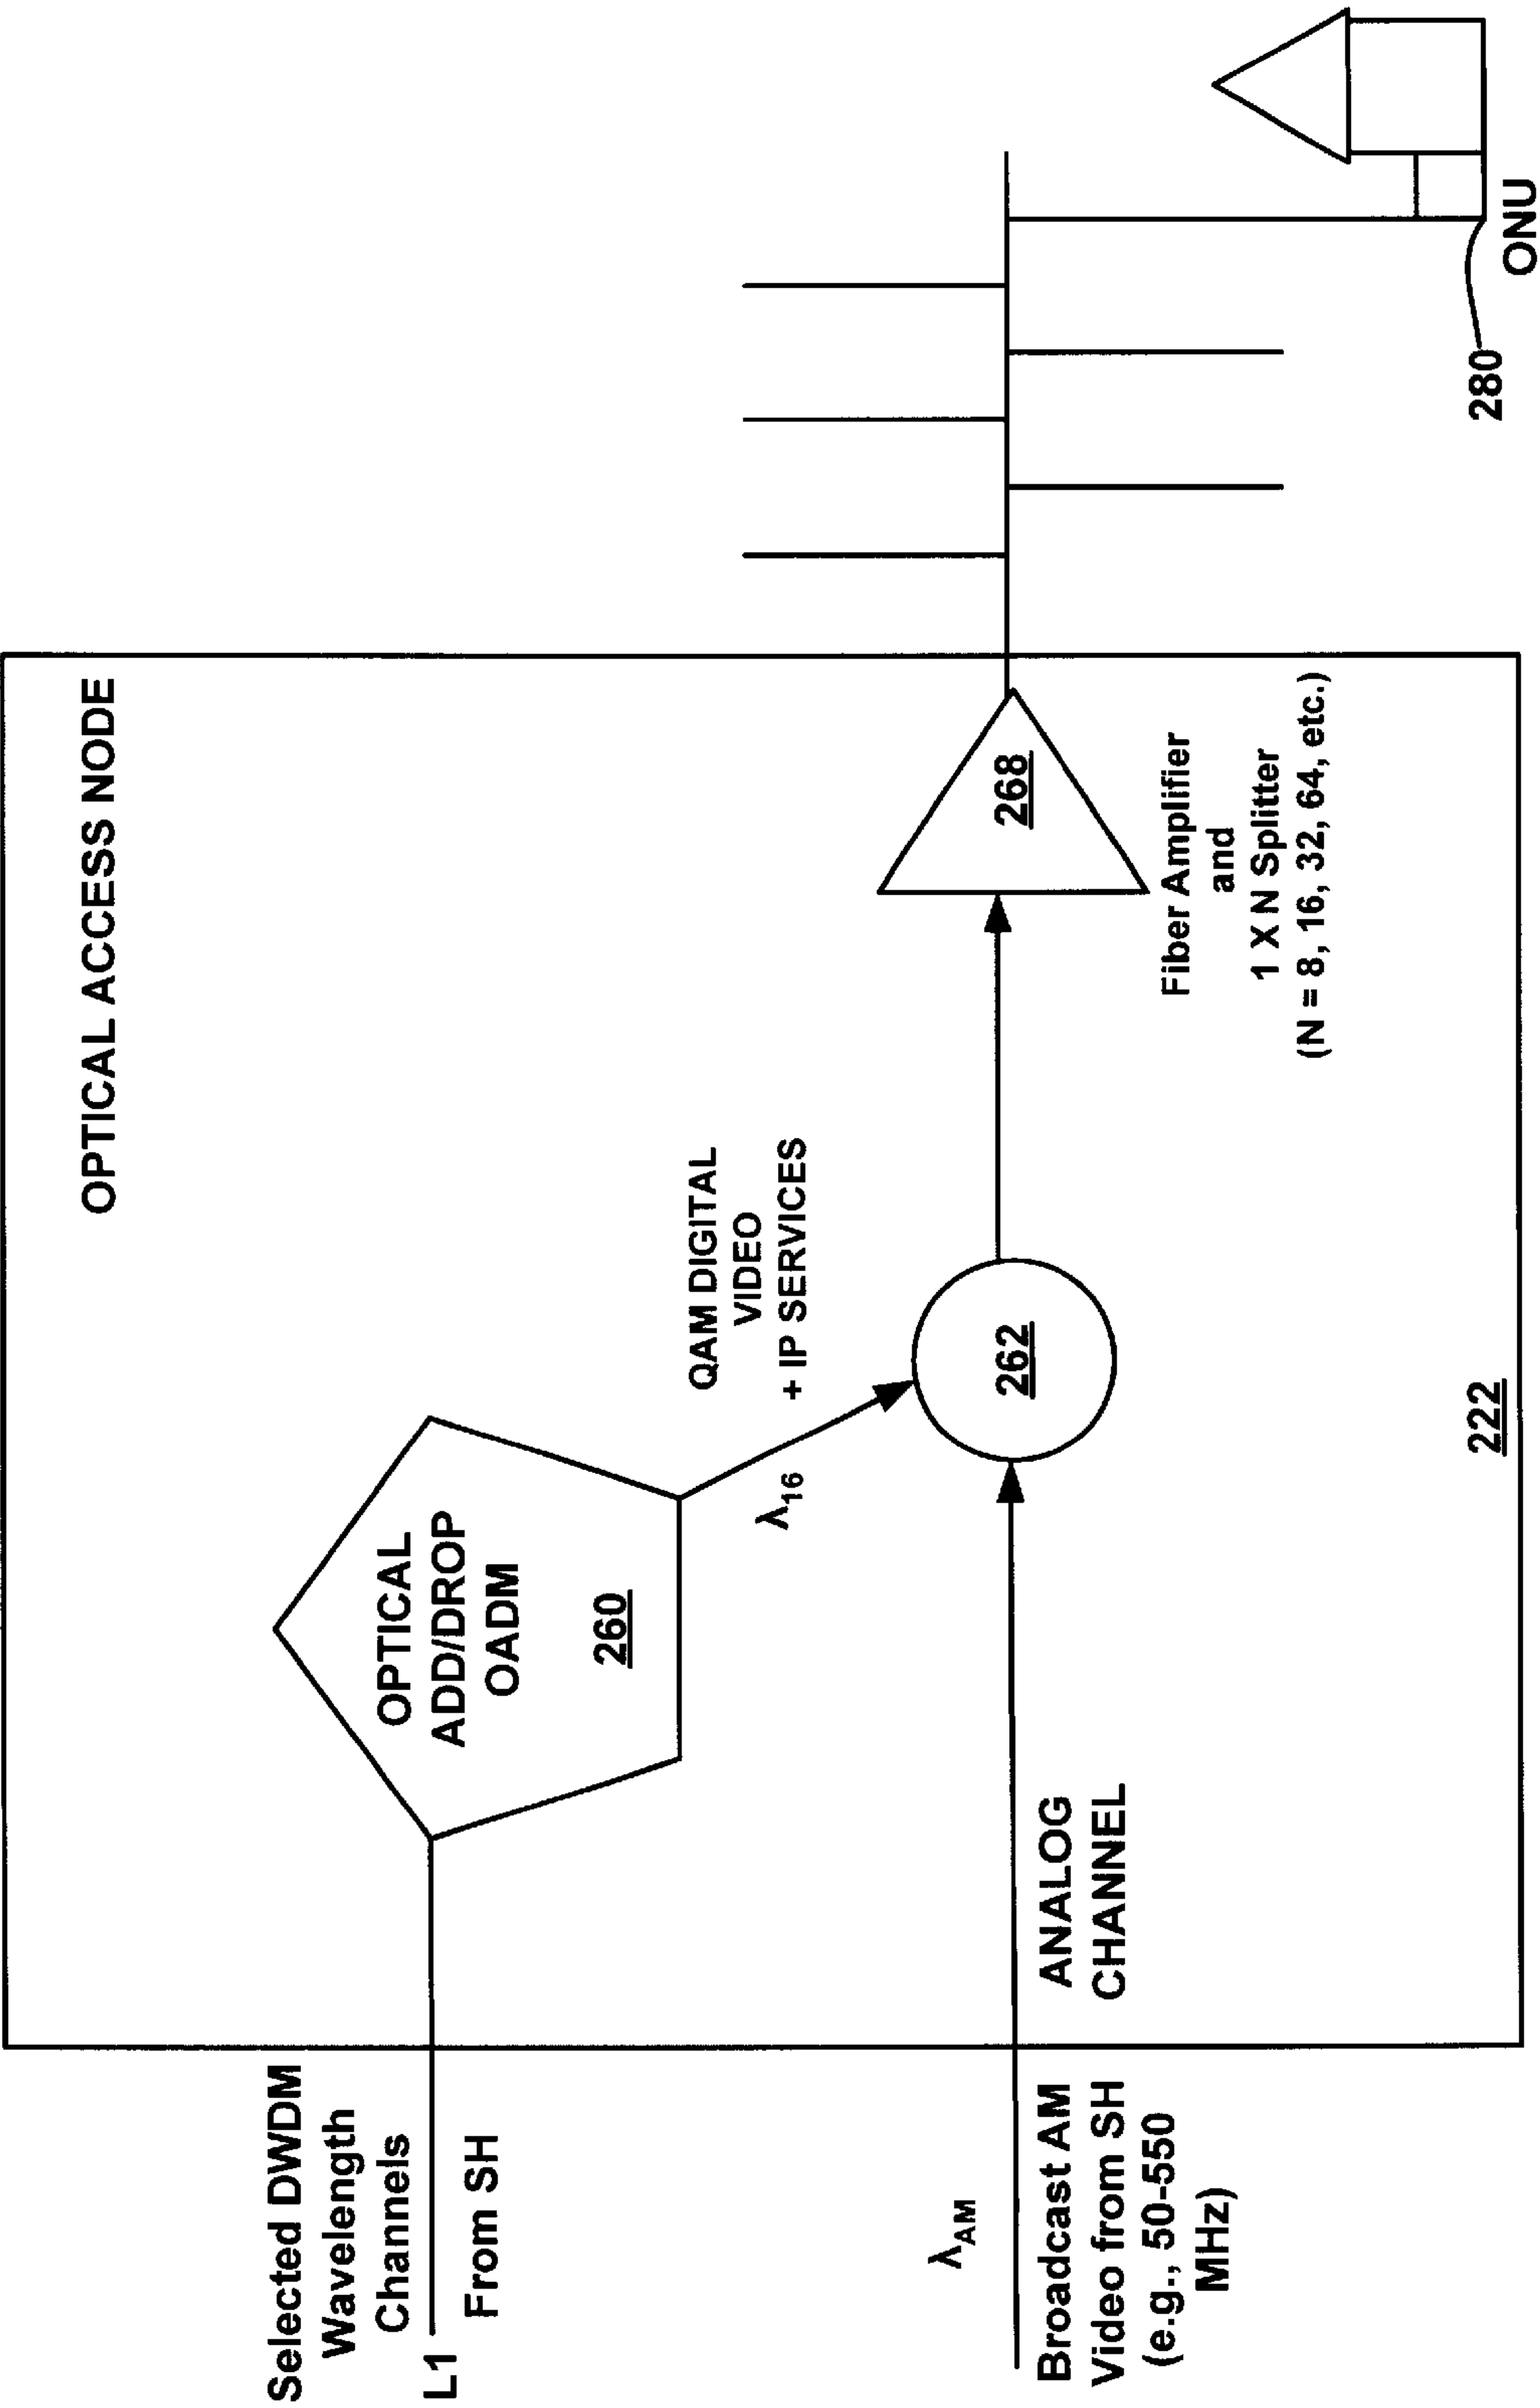 OPTICAL ACCESS NODE
Selected DWDM
Wavelength
Channels
L1
From SH
OPTICAL
ADD/DROP
OADM
260
λ16
QAM DIGITAL
VIDEO
+ IP SERVICES
λAM
Broadcast AM
Video from SH
(e.g., 50-550
MHz)
ANALOG
CHANNEL
262
268
Fiber Amplifier
and
1 X N Splitter
(N = 8, 16, 32, 64, etc.)
222
280
ONU